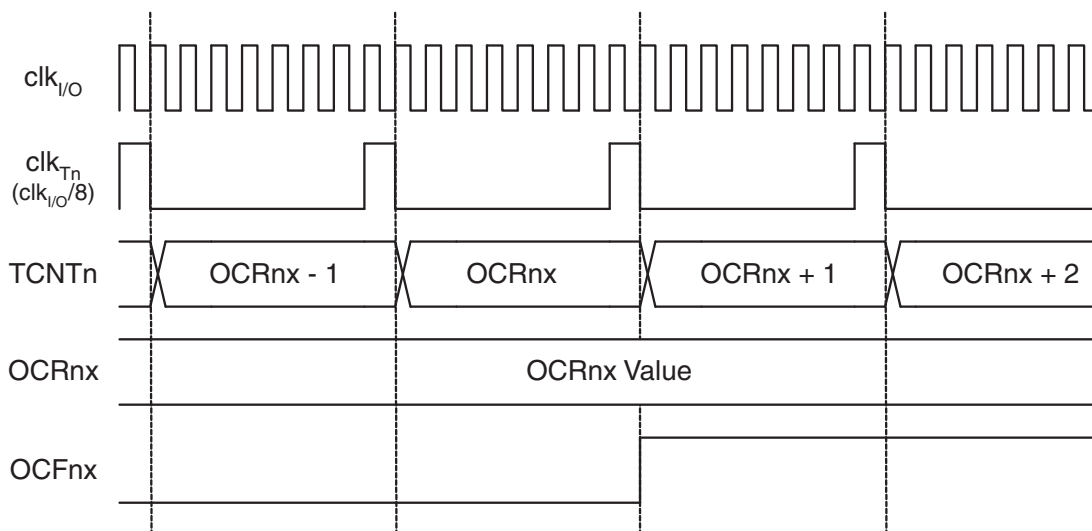 clkI/O
clkTn
(clkI/O/8)
TCNTn
OCRnx - 1
OCRnx
OCRnx + 1
OCRnx + 2
OCRnx
OCRnx Value
OCFnx